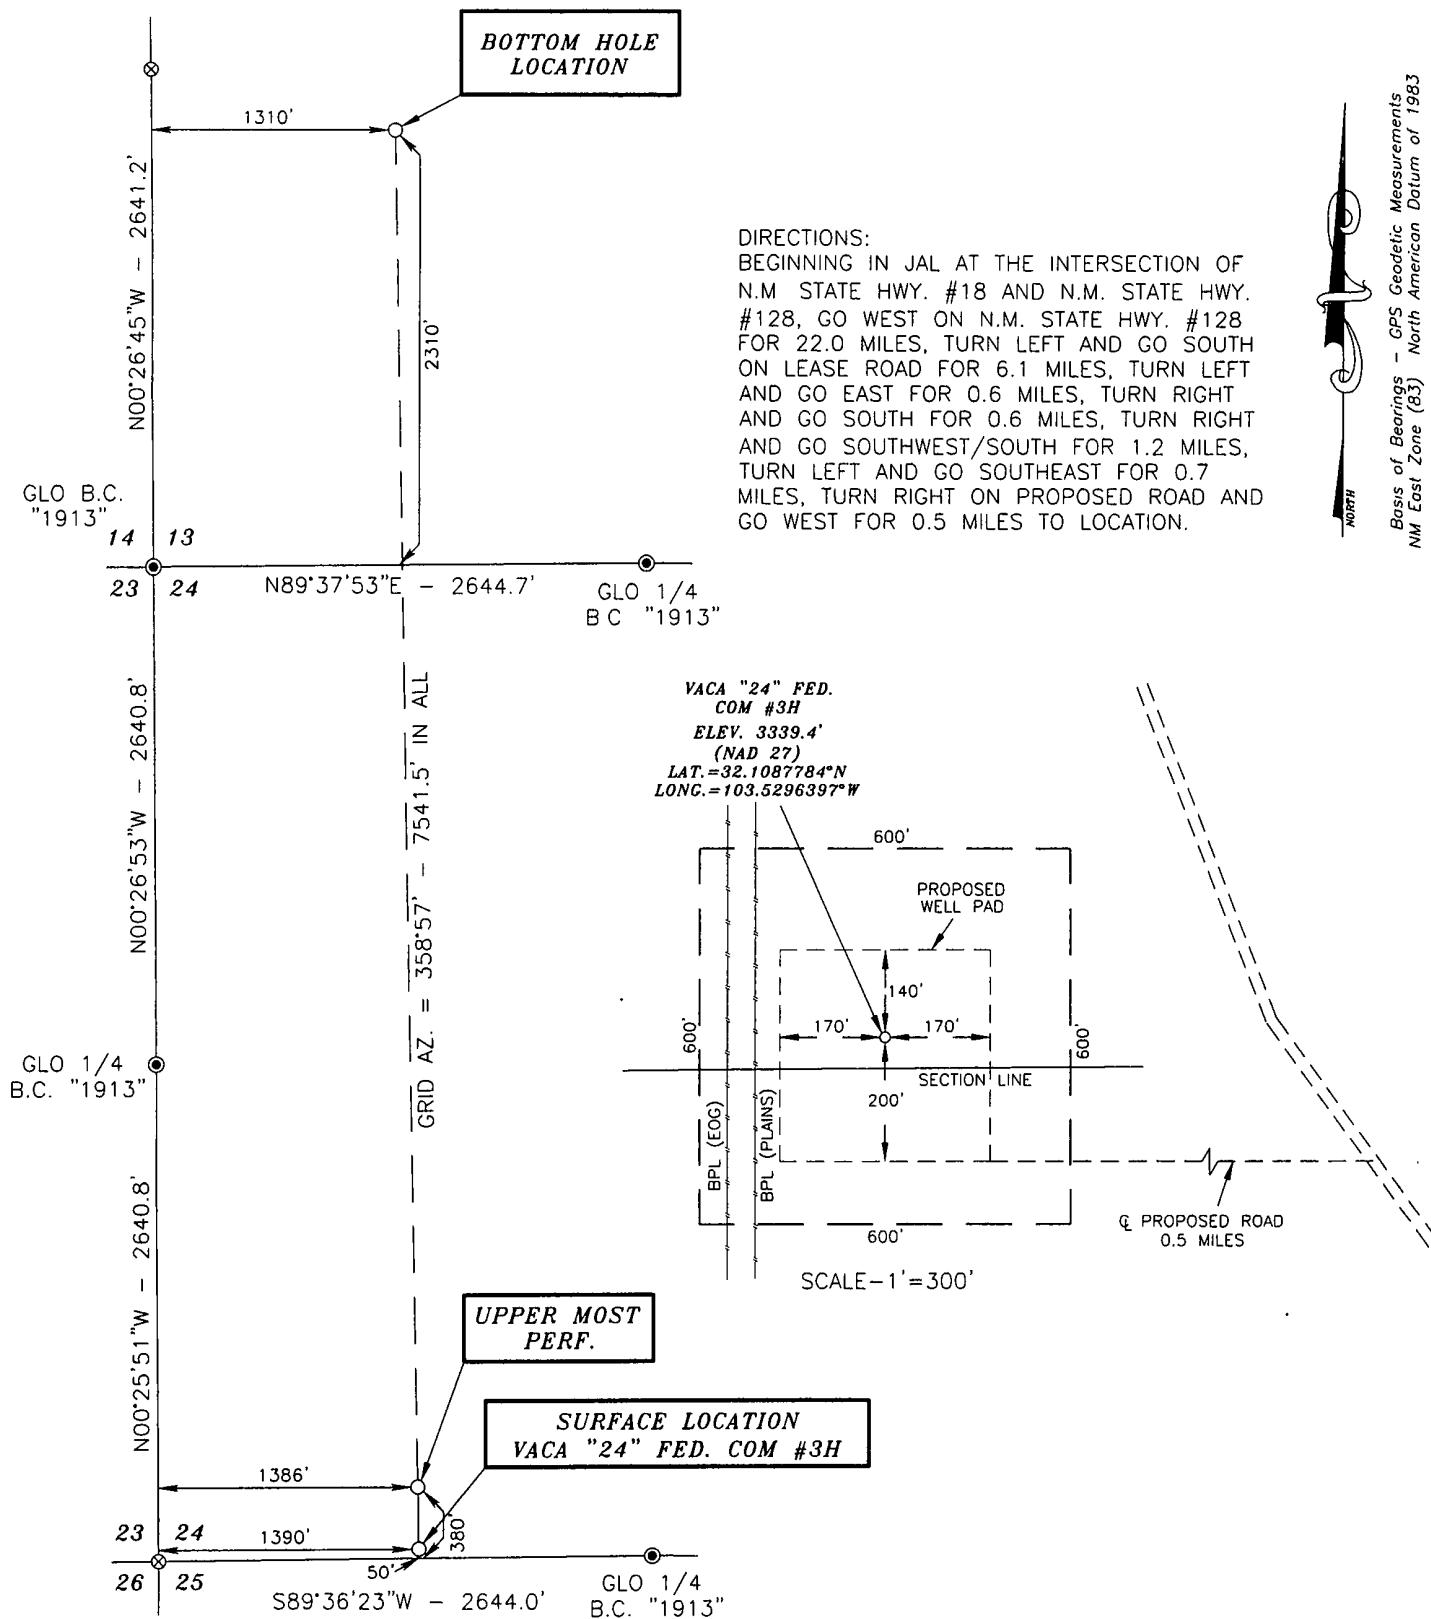 BOTTOM HOLE
LOCATION
1310'
N00°26'45"W - 2641.2'
2310'
DIRECTIONS:
BEGINNING IN JAL AT THE INTERSECTION OF
N.M STATE HWY. #18 AND N.M. STATE HWY.
#128, GO WEST ON N.M. STATE HWY. #128
FOR 22.0 MILES, TURN LEFT AND GO SOUTH
ON LEASE ROAD FOR 6.1 MILES, TURN LEFT
AND GO EAST FOR 0.6 MILES, TURN RIGHT
AND GO SOUTH FOR 0.6 MILES, TURN RIGHT
AND GO SOUTHWEST/SOUTH FOR 1.2 MILES,
TURN LEFT AND GO SOUTHEAST FOR 0.7
MILES, TURN RIGHT ON PROPOSED ROAD AND
GO WEST FOR 0.5 MILES TO LOCATION.
NORTH
Basis of Bearings - GPS Geodetic Measurements
NM East Zone (83) North American Datum of 1983
GLO B.C.
"1913"
14 13
23 24
N89°37'53"E - 2644.7'
GLO 1/4
B C "1913"
N00°26'53"W - 2640.8'
GRID AZ. = 358°57' - 7541.5' IN ALL
VACA "24" FED.
COM #3H
ELEV. 3339.4'
(NAD 27)
LAT.=32.1087784°N
LONG.=103.5296397°W
600'
PROPOSED
WELL PAD
140'
170' 170'
600'
600'
SECTION LINE
200'
BPL (EOG)
BPL (PLAINS)
600'
SCALE-1'=300'
℄ PROPOSED ROAD
0.5 MILES
GLO 1/4
B.C. "1913"
N00°25'51"W - 2640.8'
UPPER MOST
PERF.
SURFACE LOCATION
VACA "24" FED. COM #3H
1386'
380'
23 24
1390'
50'
26 25
S89°36'23"W - 2644.0'
GLO 1/4
B.C. "1913"